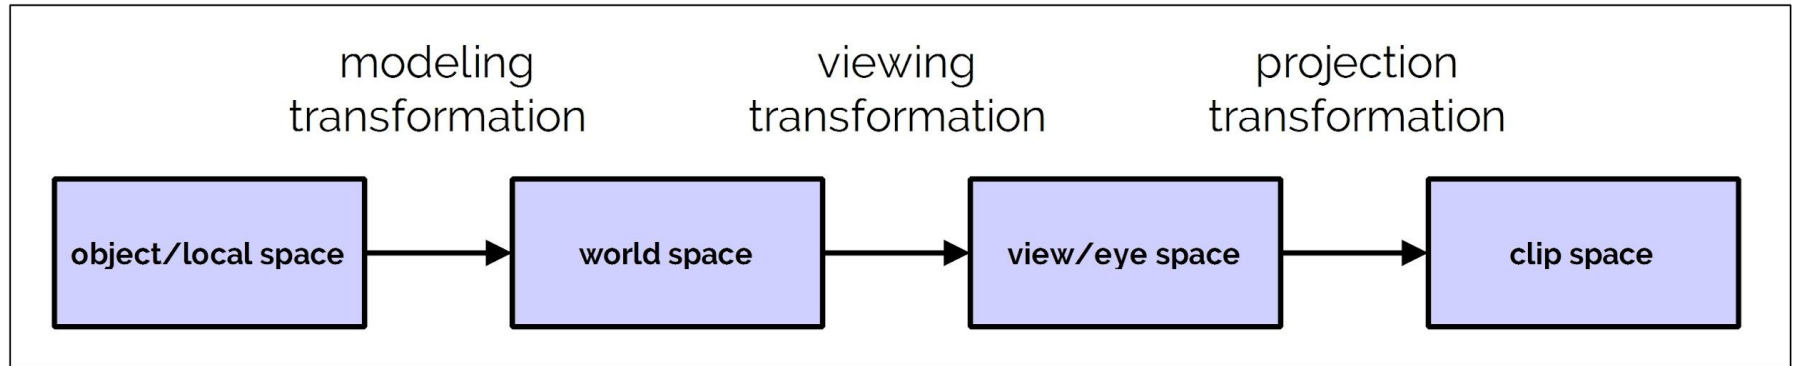 modeling
transformation
viewing
transformation
projection
transformation
object/local space
world space
view/eye space
clip space